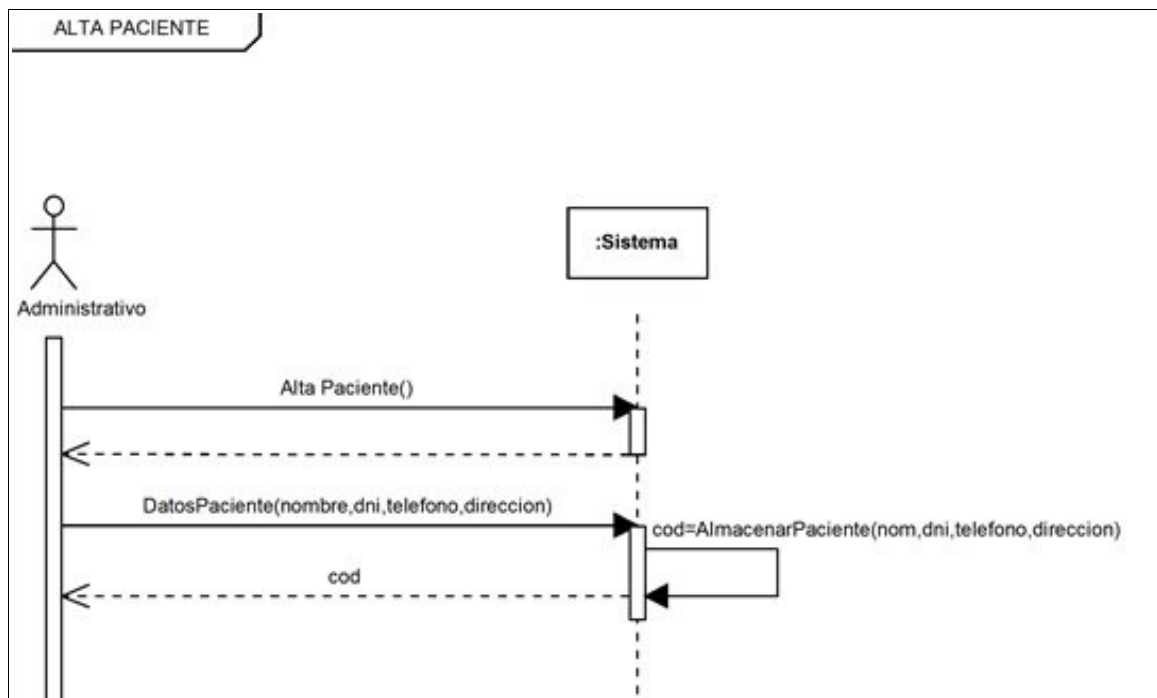 ALTA PACIENTE
:Sistema
Administrativo
Alta Paciente()
DatosPaciente(nombre,dni,telefono,direccion)
cod=AlmacenarPaciente(nom,dni,telefono,direccion)
cod